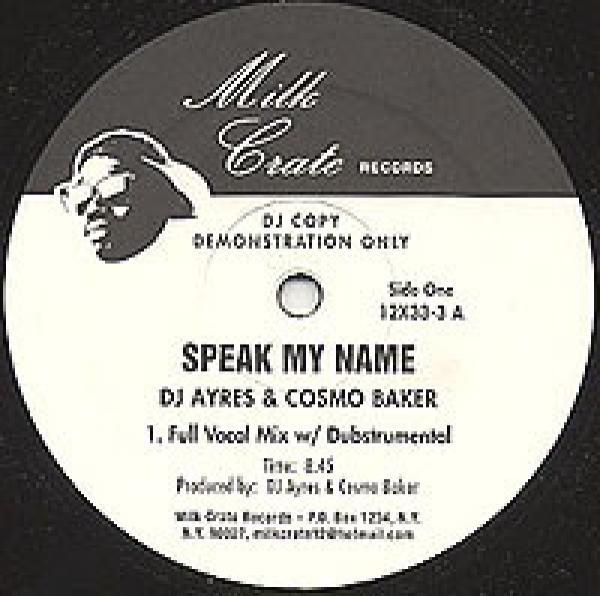 Milk
Crate RECORDS
DJ COPY
DEMONSTRATION ONLY
Side One
12X33-3 A
SPEAK MY NAME
DJ AYRES & COSMO BAKER
1. Full Vocal Mix w/ Dubstrumental
Time: 8.45
Produced by: DJ Ayres & Cosmo Baker
Milk Crate Records - P.O. Box 1234, N.Y.
N.Y.